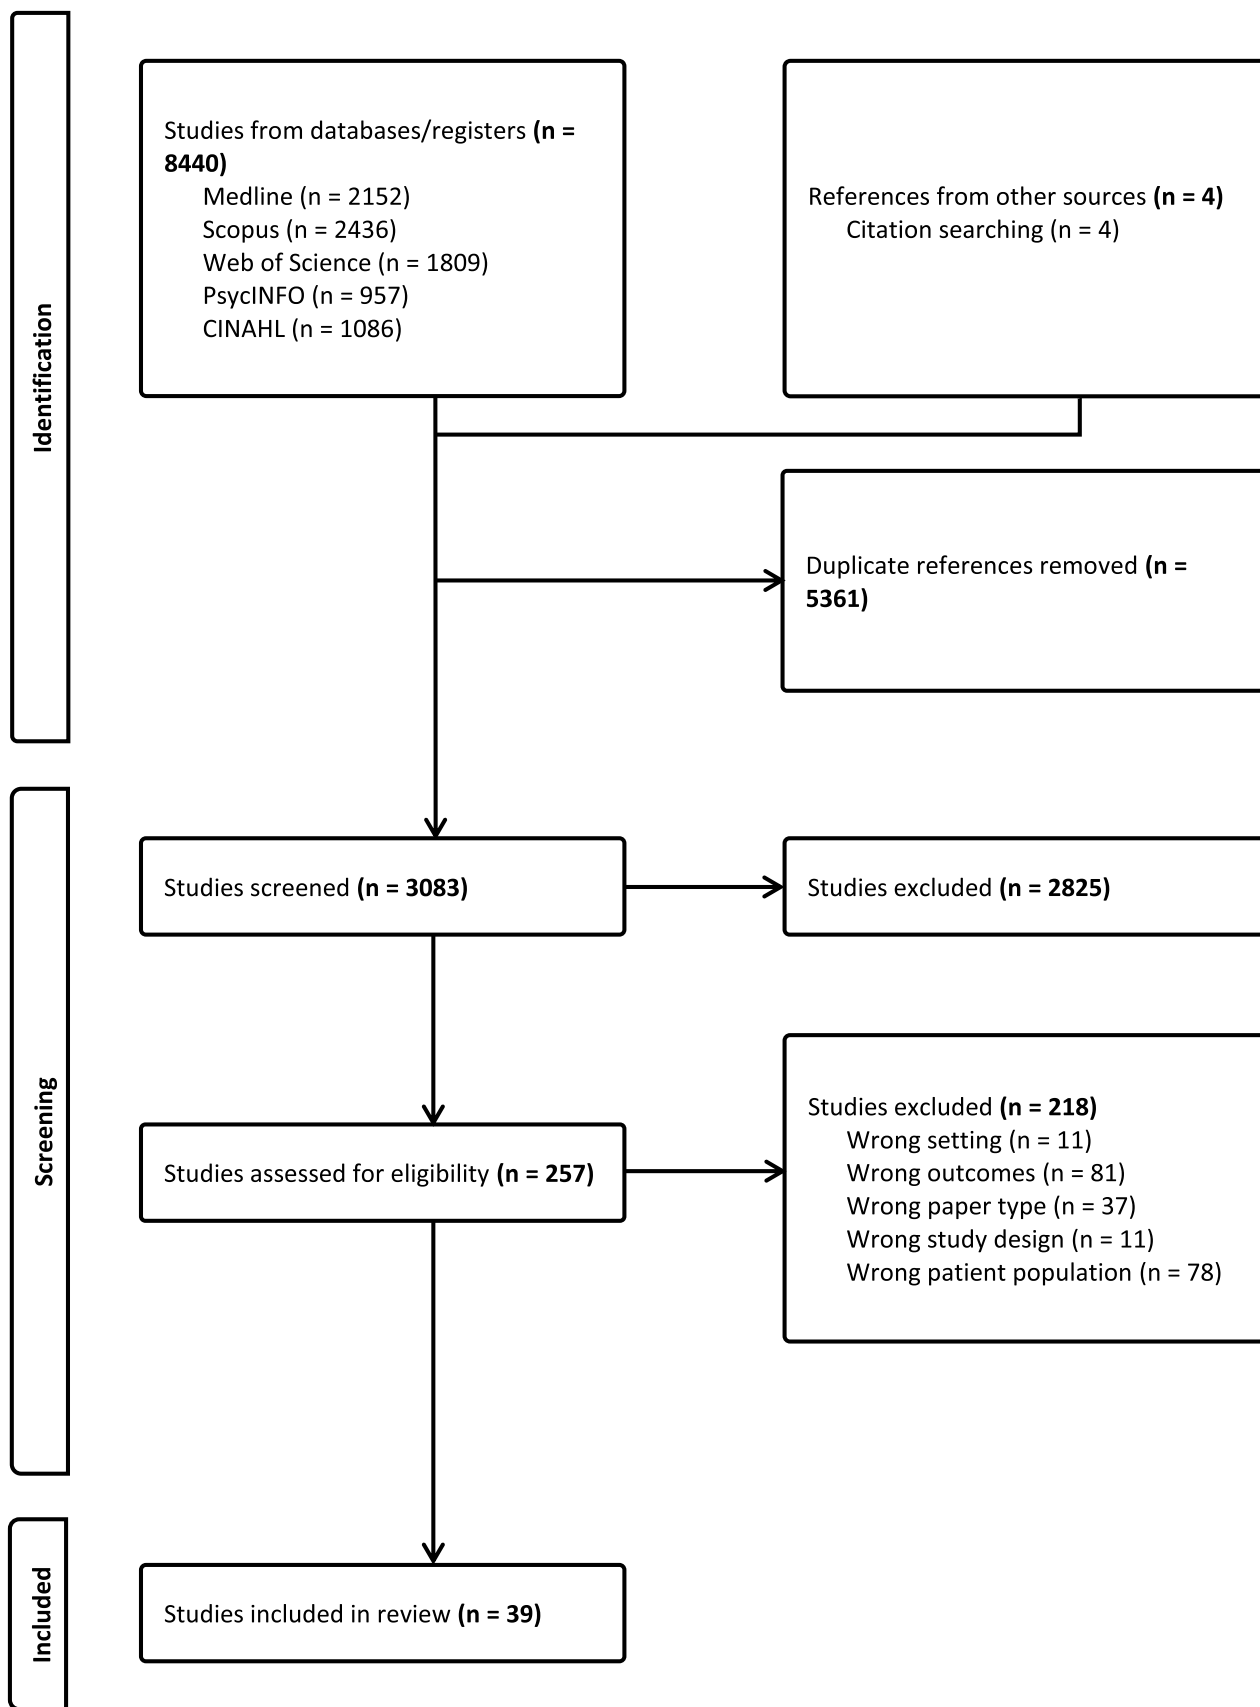 Identification
Studies from databases/registers (n =
8440)
Medline (n = 2152)
Scopus (n = 2436)
Web of Science (n = 1809)
PsycINFO (n = 957)
CINAHL (n = 1086)
References from other sources (n = 4)
Citation searching (n = 4)
Duplicate references removed (n =
5361)
Screening
Studies screened (n = 3083)
Studies excluded (n = 2825)
Studies assessed for eligibility (n = 257)
Studies excluded (n = 218)
Wrong setting (n = 11)
Wrong outcomes (n = 81)
Wrong paper type (n = 37)
Wrong study design (n = 11)
Wrong patient population (n = 78)
Included
Studies included in review (n = 39)